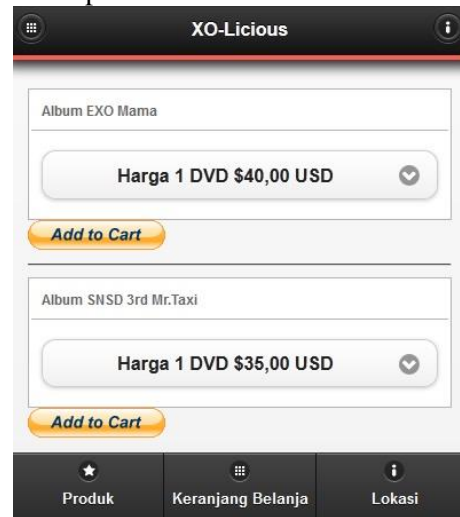 XO-Licious
Album EXO Mama
Harga 1 DVD $40,00 USD
Add to Cart
Album SNSD 3rd Mr.Taxi
Harga 1 DVD $35,00 USD
Add to Cart
Produk Keranjang Belanja Lokasi